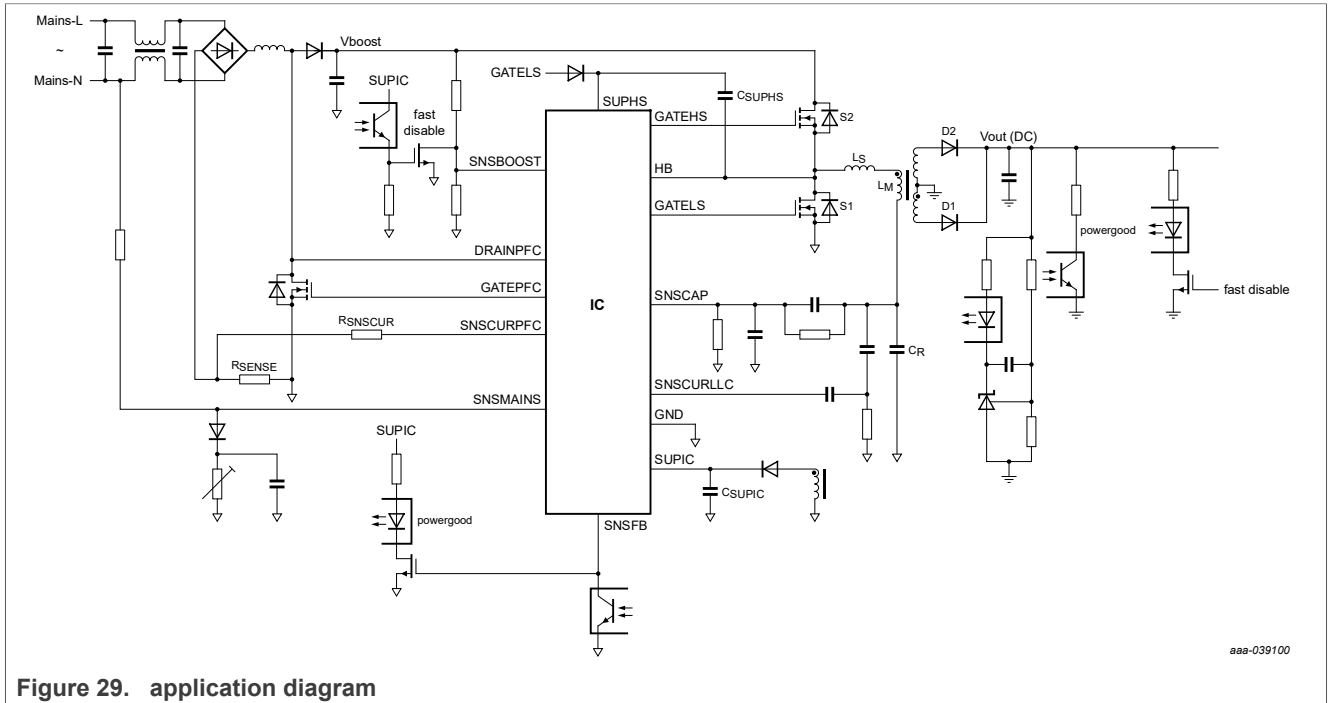 Mains-L
~
Mains-N
Vboost
SUPIC
fast
disable
GATELS
SUPHS
CSUPHS
GATEHS
S2
SNSBOOST
HB
LS
LM
D2
Vout (DC)
GATELS
S1
D1
powergood
fast disable
DRAINPFC
GATEPFC
IC
SNSCAP
RSNSCUR
SNSCURPFC
RSENSE
CR
SNSMAINS
SNSCURLLC
GND
SUPIC
SUPIC
CSUPIC
powergood
SNSFB
aaa-039100
Figure 29. application diagram